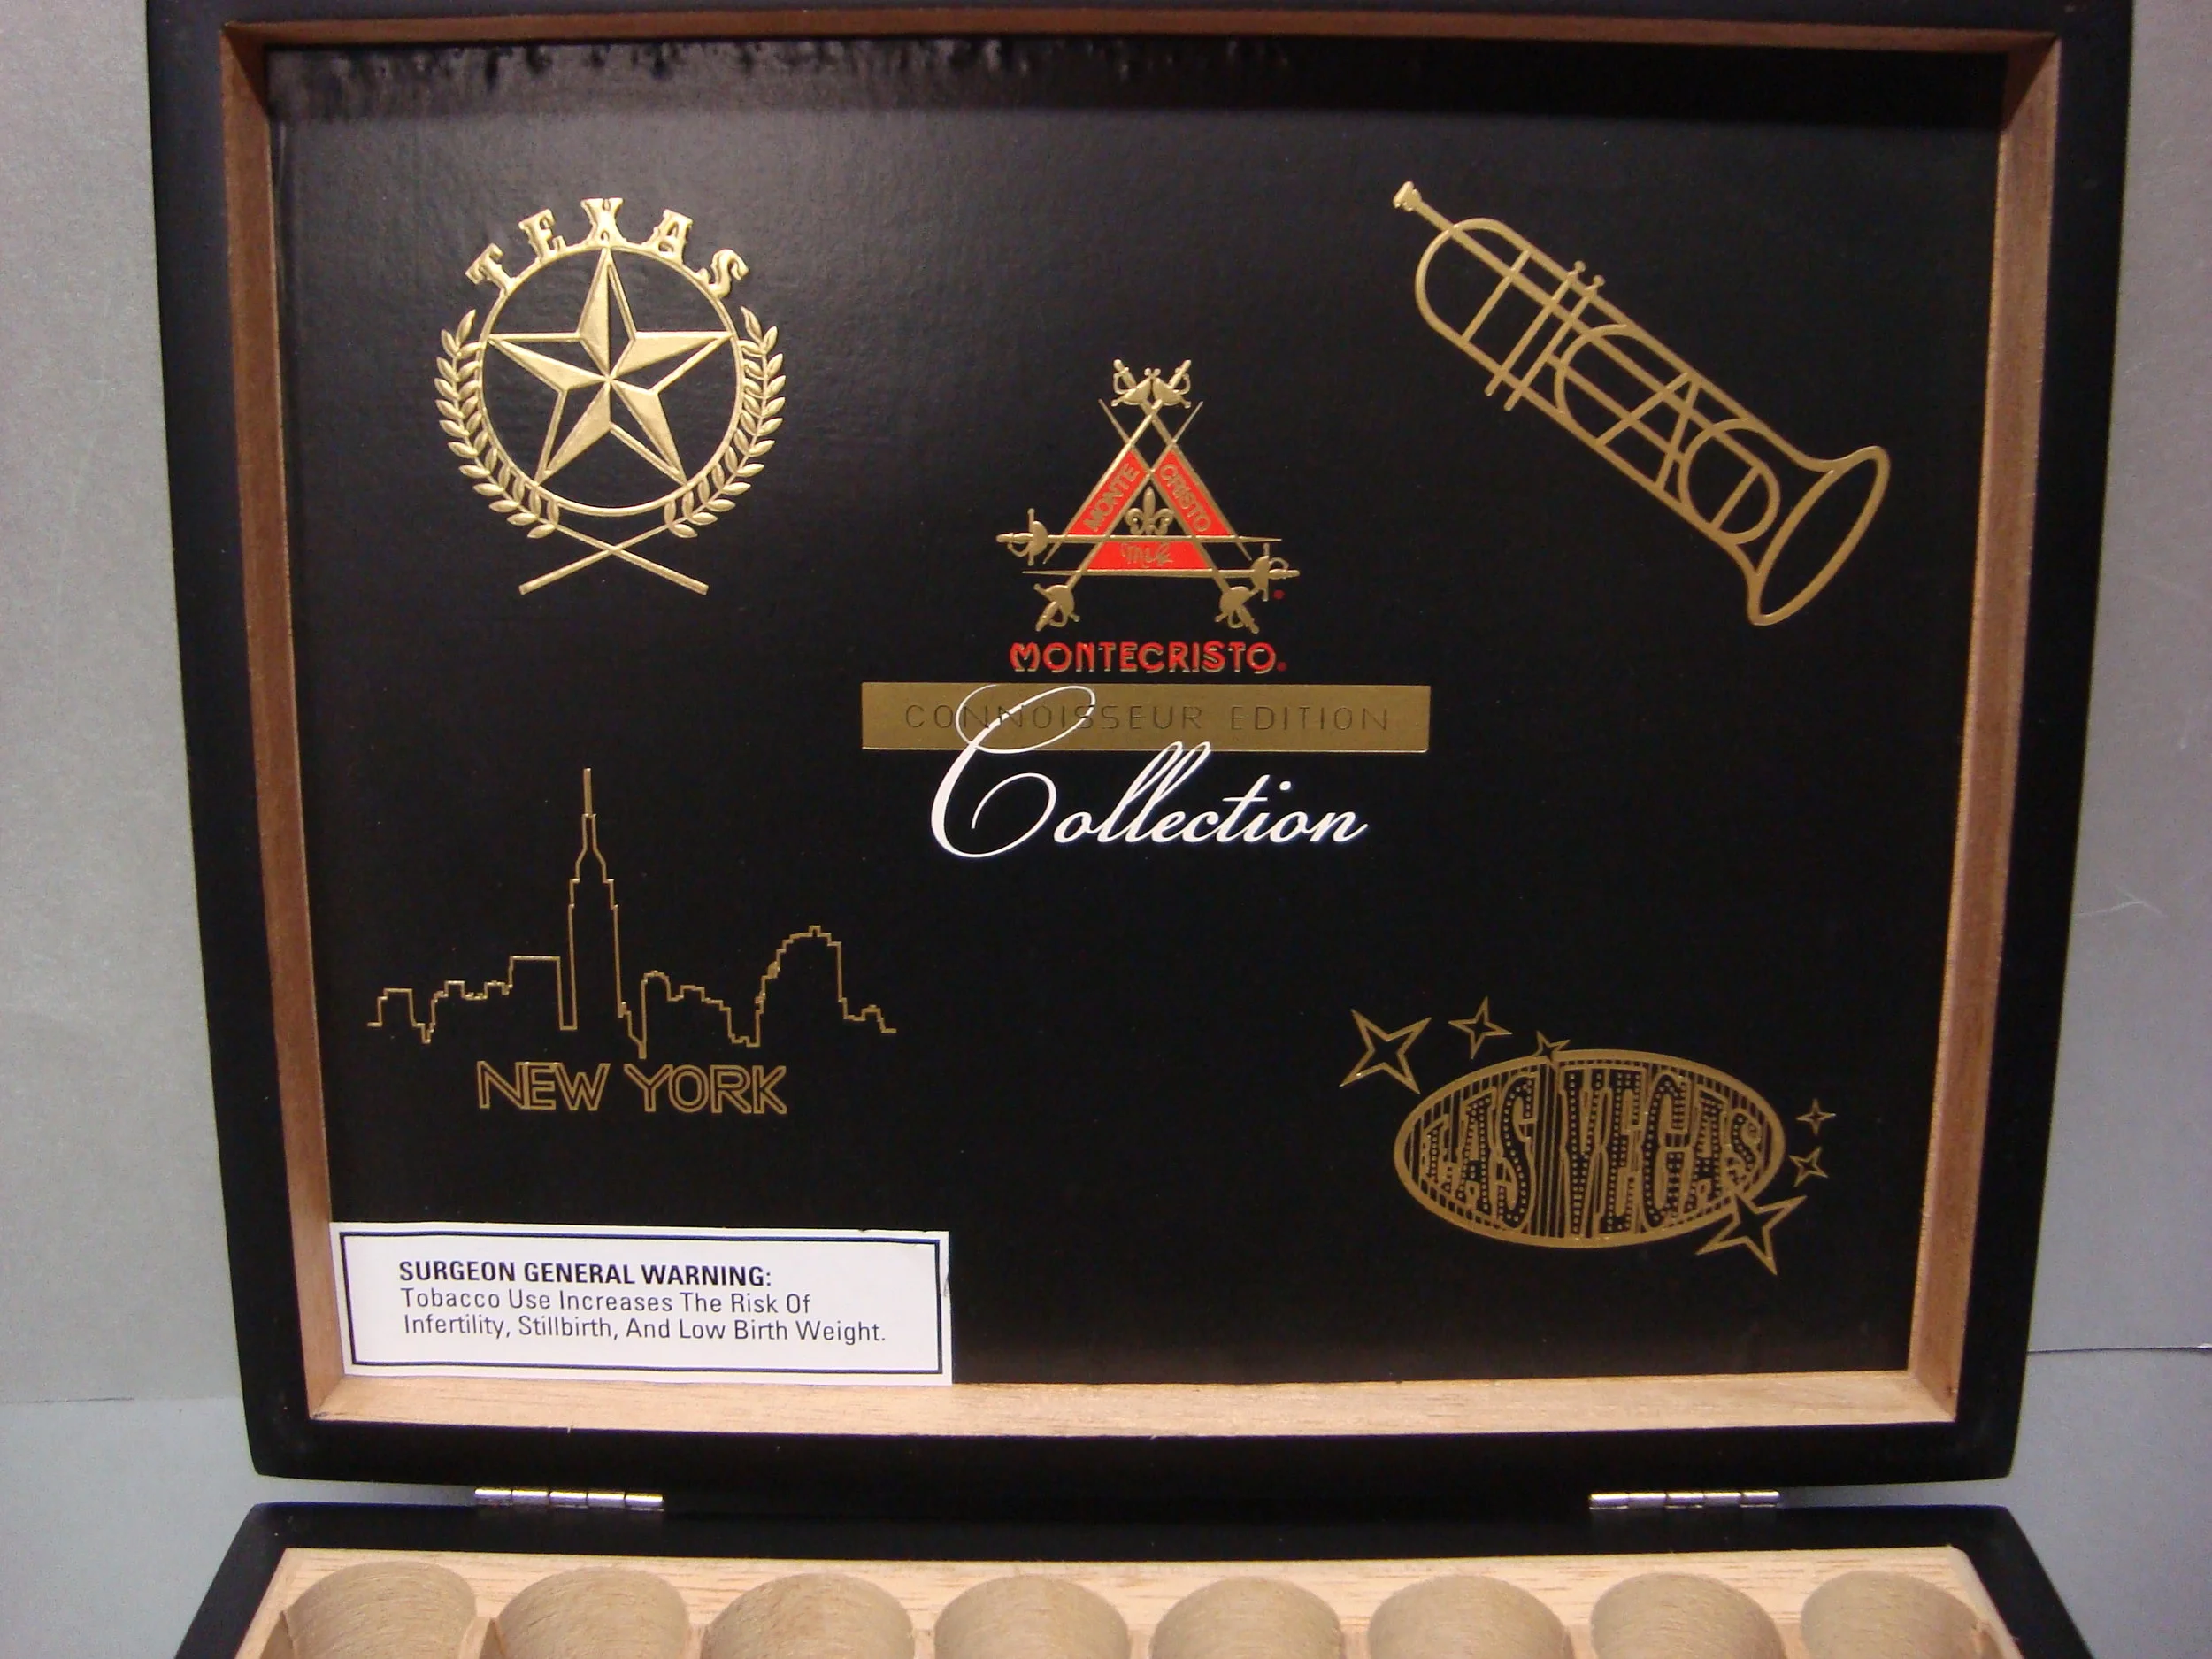 TEXAS
CHICAGO
MONTE CRISTO
MONTECRISTO
CONNOISSEUR EDITION
Collection
NEW YORK
LAS VEGAS
SURGEON GENERAL WARNING:
Tobacco Use Increases The Risk Of
Infertility, Stillbirth, And Low Birth Weight.